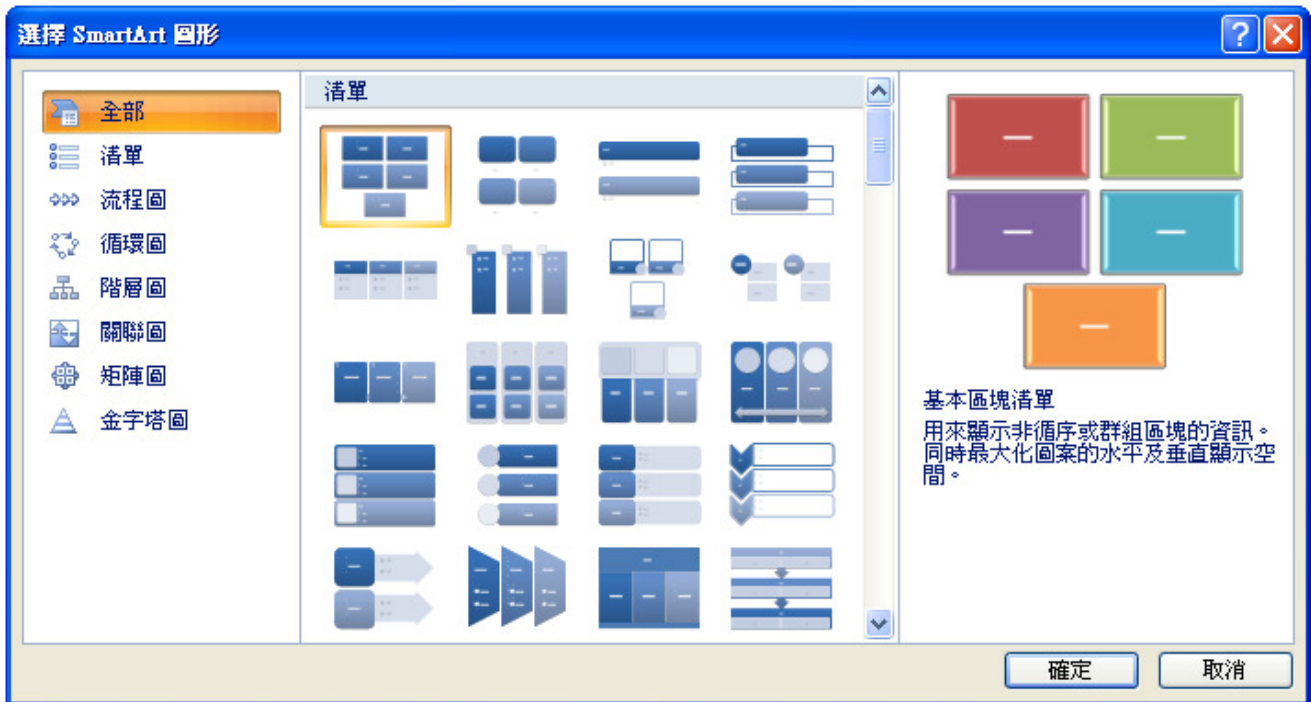 選擇 SmartArt 圖形
全部
清單
流程圖
循環圖
階層圖
關聯圖
矩陣圖
金字塔圖
清單
基本區塊清單
用來顯示非循序或群組區塊的資訊。
同時最大化圖案的水平及垂直顯示空
間。
確定
取消